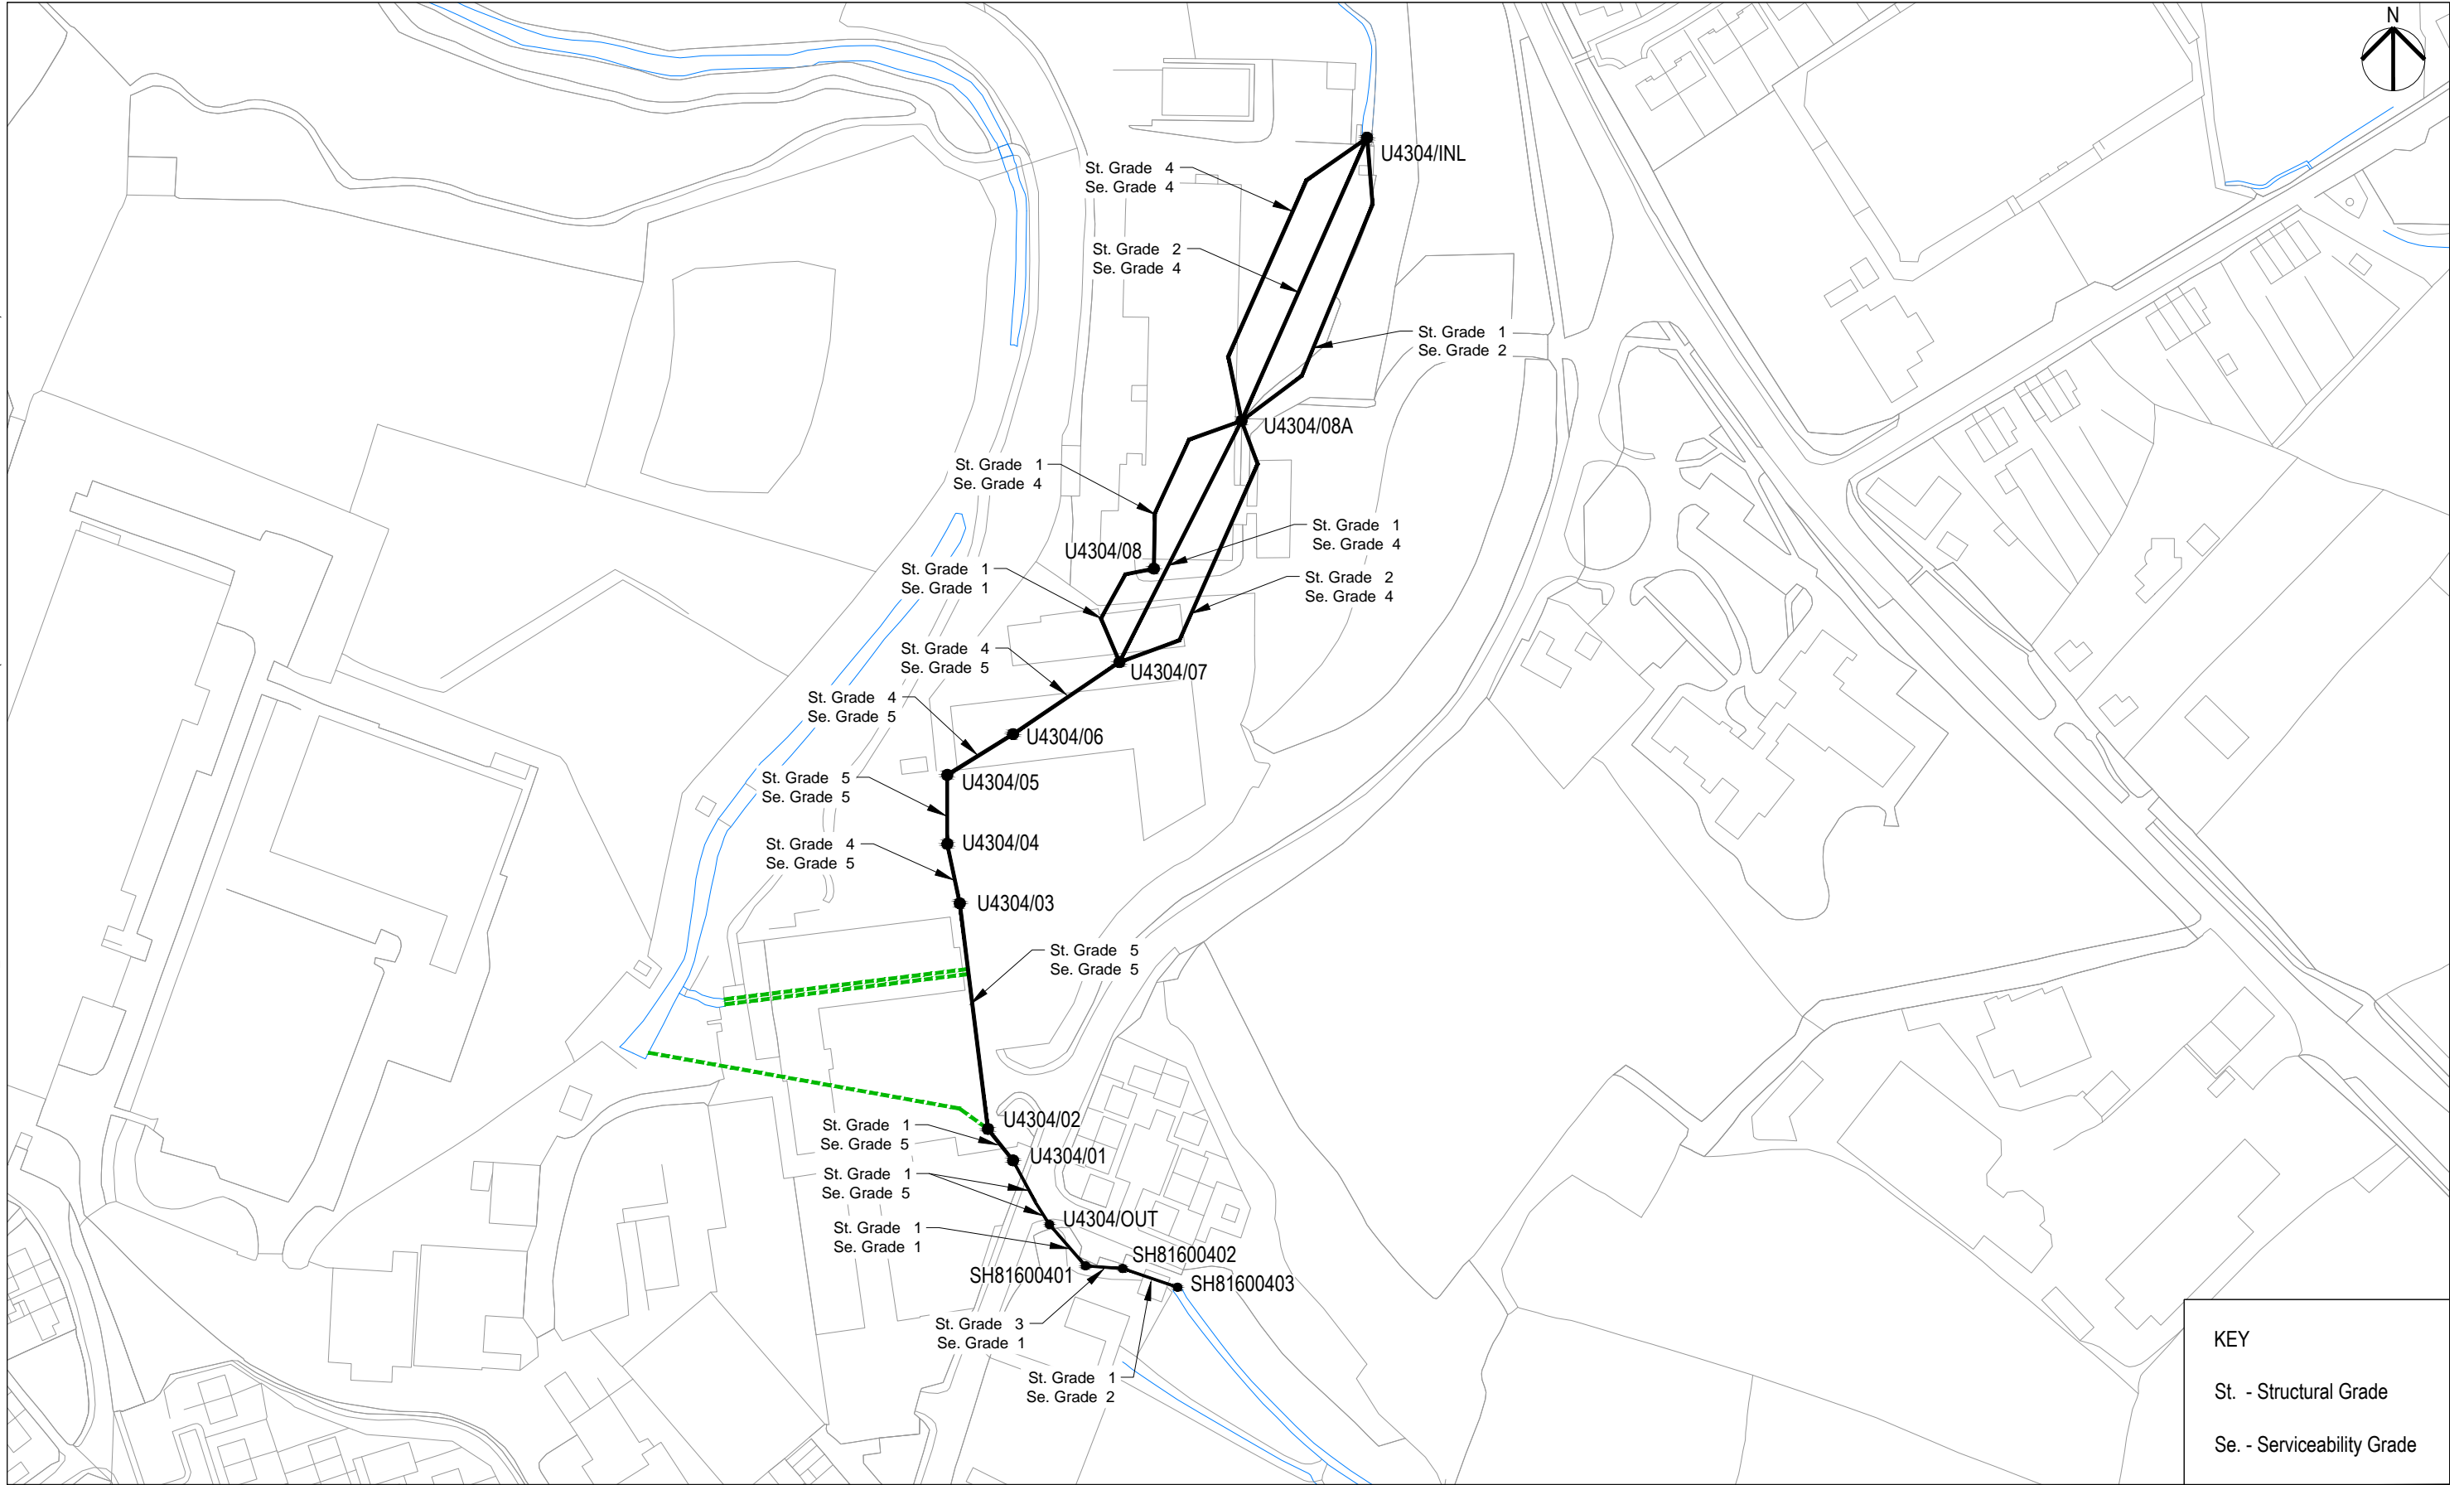 N
U4304/INL
St. Grade 4
Se. Grade 4
St. Grade 2
Se. Grade 4
St. Grade 1
Se. Grade 2
U4304/08A
St. Grade 1
Se. Grade 4
St. Grade 1
Se. Grade 4
U4304/08
St. Grade 1
Se. Grade 1
St. Grade 2
Se. Grade 4
St. Grade 4
Se. Grade 5
U4304/07
St. Grade 4
Se. Grade 5
U4304/06
St. Grade 5
Se. Grade 5
U4304/05
St. Grade 4
Se. Grade 5
U4304/04
U4304/03
St. Grade 5
Se. Grade 5
U4304/02
St. Grade 1
Se. Grade 5
U4304/01
St. Grade 1
Se. Grade 5
U4304/OUT
St. Grade 1
Se. Grade 1
SH81600402
SH81600401
SH81600403
St. Grade 3
Se. Grade 1
St. Grade 1
Se. Grade 2
KEY
St. - Structural Grade
Se. - Serviceability Grade